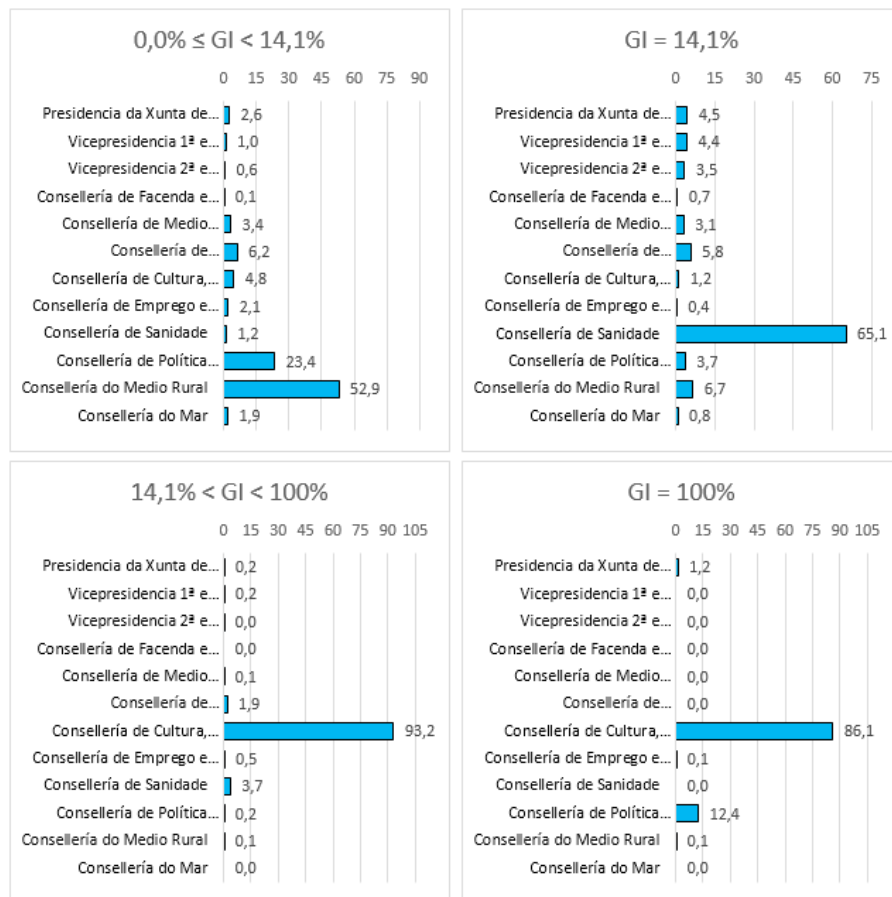 0,0% ≤ GI < 14,1%
0 15 30 45 60 75 90
Presidencia da Xunta de... 2,6
Vicepresidencia 1ª e... 1,0
Vicepresidencia 2ª e... 0,6
Consellería de Facenda e... 0,1
Consellería de Medio... 3,4
Consellería de... 6,2
Consellería de Cultura,... 4,8
Consellería de Emprego e... 2,1
Consellería de Sanidade 1,2
Consellería de Política... 23,4
Consellería do Medio Rural 52,9
Consellería do Mar 1,9
GI = 14,1%
0 15 30 45 60 75
Presidencia da Xunta de... 4,5
Vicepresidencia 1ª e... 4,4
Vicepresidencia 2ª e... 3,5
Consellería de Facenda e... 0,7
Consellería de Medio... 3,1
Consellería de... 5,8
Consellería de Cultura,... 1,2
Consellería de Emprego e... 0,4
Consellería de Sanidade 65,1
Consellería de Política... 3,7
Consellería do Medio Rural 6,7
Consellería do Mar 0,8
14,1% < GI < 100%
0 15 30 45 60 75 90 105
Presidencia da Xunta de... 0,2
Vicepresidencia 1ª e... 0,2
Vicepresidencia 2ª e... 0,0
Consellería de Facenda e... 0,0
Consellería de Medio... 0,1
Consellería de... 1,9
Consellería de Cultura,... 93,2
Consellería de Emprego e... 0,5
Consellería de Sanidade 3,7
Consellería de Política... 0,2
Consellería do Medio Rural 0,1
Consellería do Mar 0,0
GI = 100%
0 15 30 45 60 75 90 105
Presidencia da Xunta de... 1,2
Vicepresidencia 1ª e... 0,0
Vicepresidencia 2ª e... 0,0
Consellería de Facenda e... 0,0
Consellería de Medio... 0,0
Consellería de... 0,0
Consellería de Cultura,... 86,1
Consellería de Emprego e... 0,1
Consellería de Sanidade 0,0
Consellería de Política... 12,4
Consellería do Medio Rural 0,1
Consellería do Mar 0,0